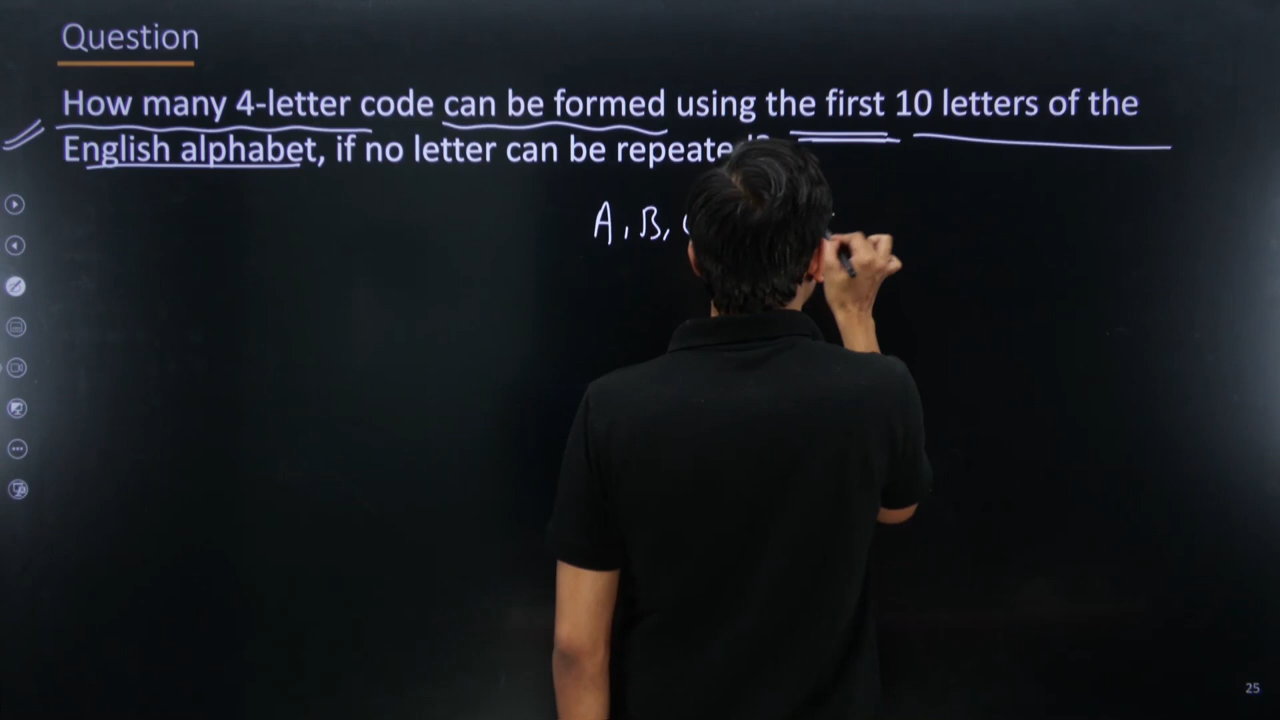 Question
How many 4-letter code can be formed using the first 10 letters of the
English alphabet, if no letter can be
A, B,
25